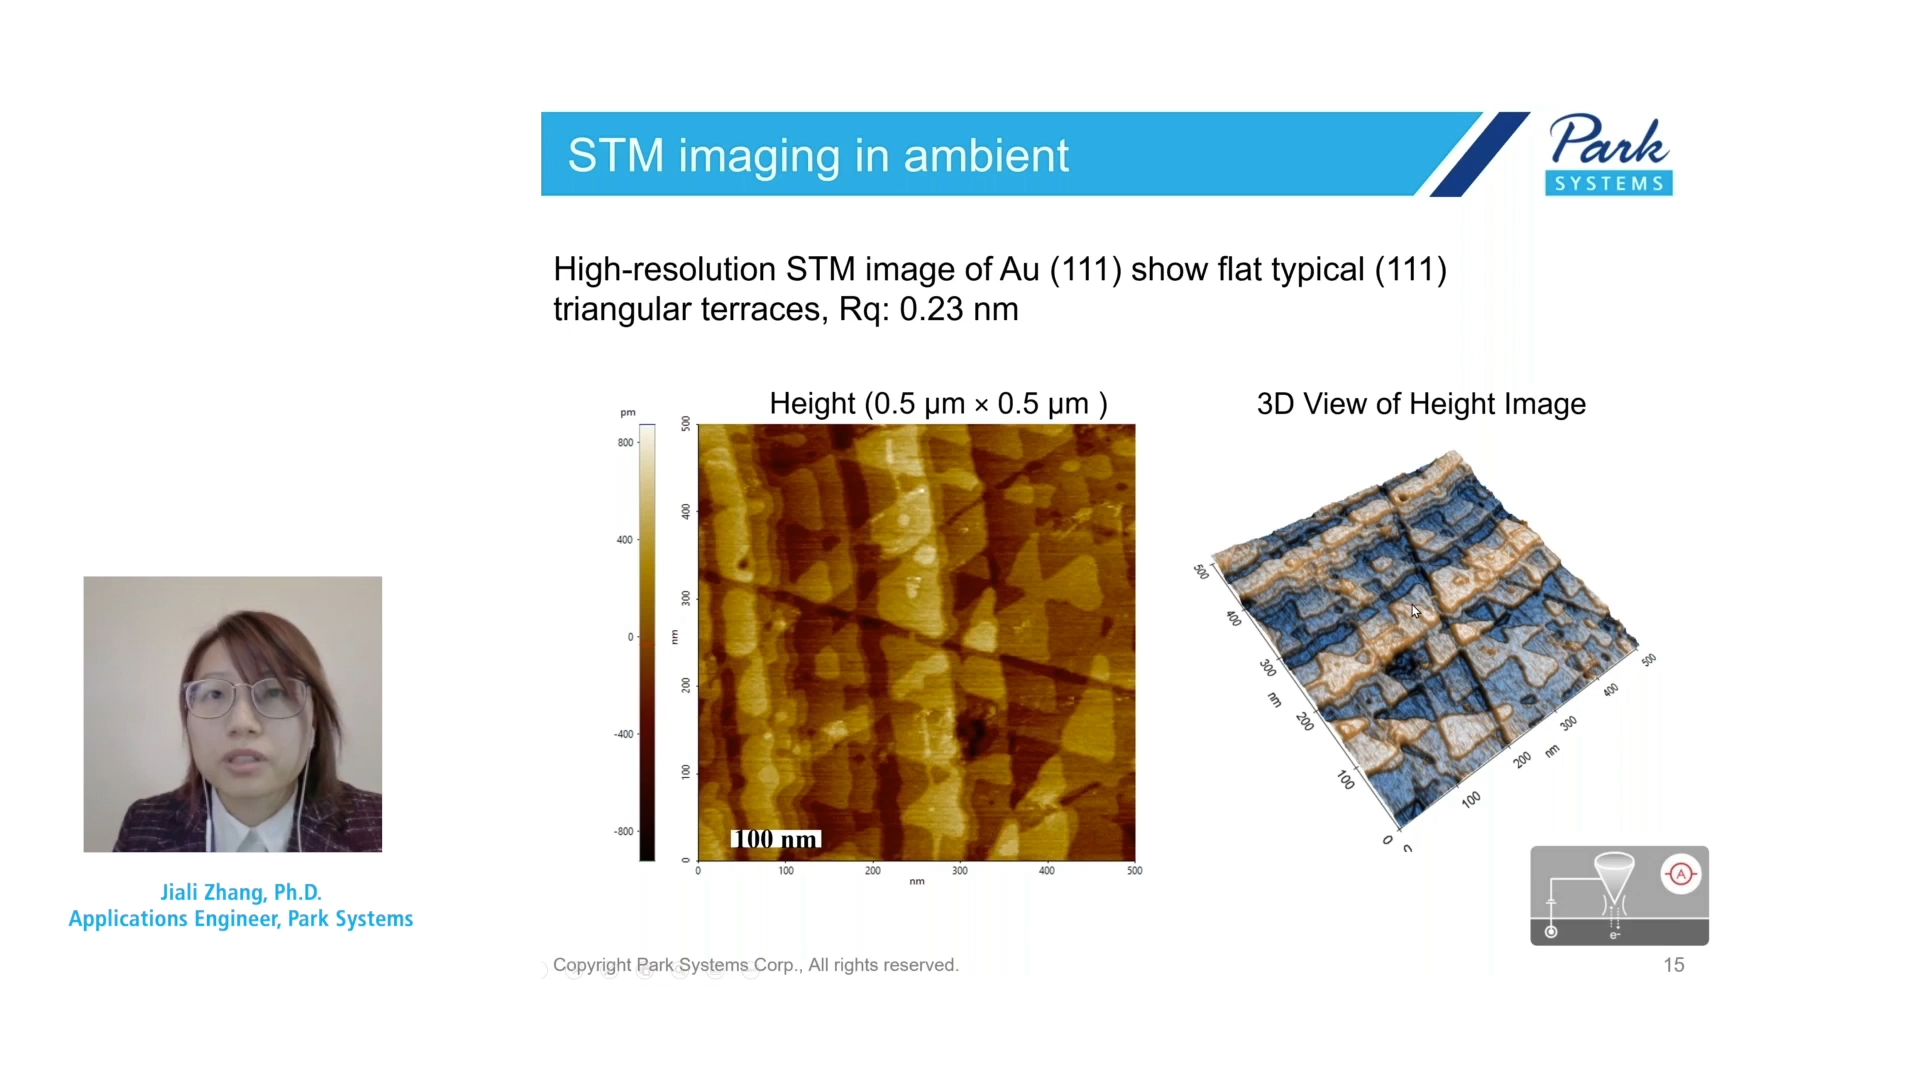 STM imaging in ambient
Park
SYSTEMS
High-resolution STM image of Au (111) show flat typical (111)
triangular terraces, Rq: 0.23 nm
Height (0.5 μm × 0.5 μm )
3D View of Height Image
pm
800
400
0
-400
-800
500
400
300
nm
200
100
0
100 nm
0
100
200
300
400
500
nm
500
400
300
nm
200
100
0
0
100
200
nm
300
400
500
A
e-
Jiali Zhang, Ph.D.
Applications Engineer, Park Systems
Copyright Park Systems Corp., All rights reserved.
15